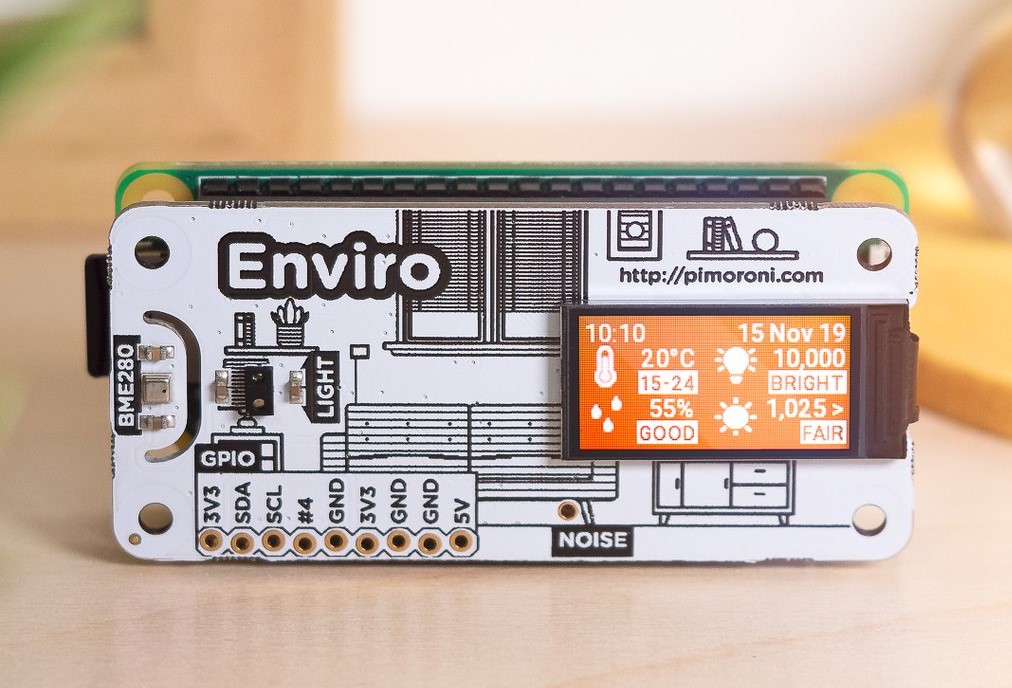 Enviro
http://pimoroni.com
BME280
LIGHT
10:10 15 Nov 19
20°C 10,000
15-24 BRIGHT
55% 1,025 >
GOOD FAIR
GPIO
3V3 SDA SCL #4 GND 3V3 GND GND 5V
NOISE